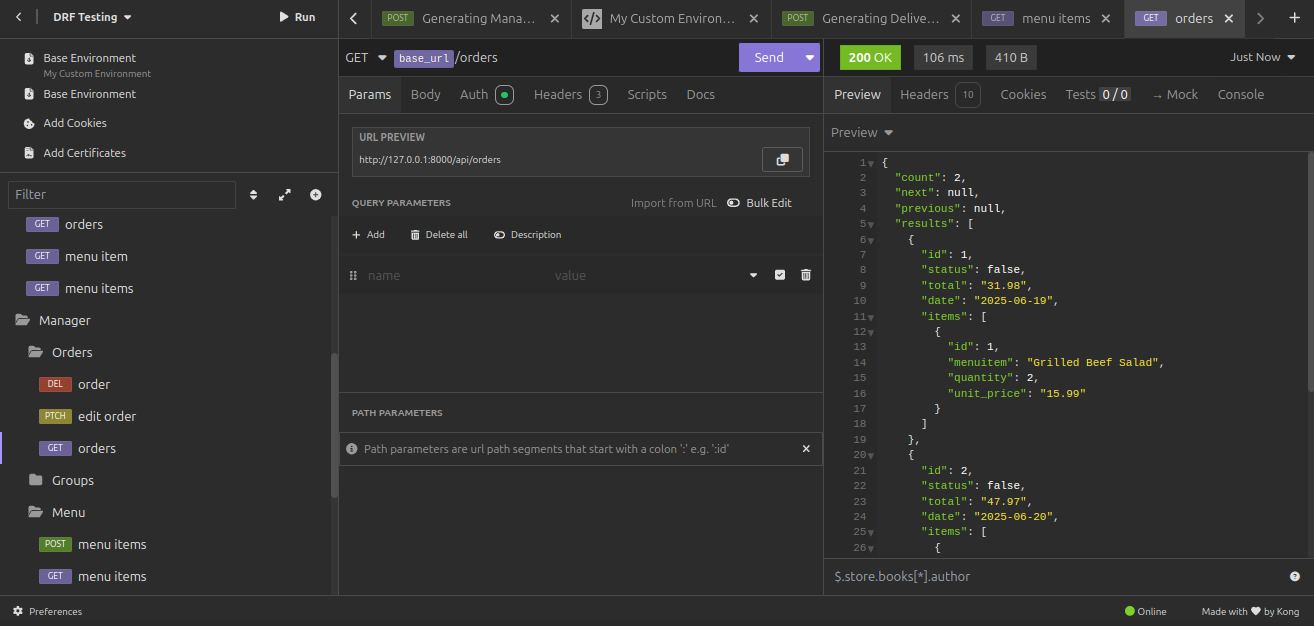 DRF Testing
Run
Base Environment
My Custom Environment
Base Environment
Add Cookies
Add Certificates
Filter
GET orders
GET menu item
GET menu items
Manager
Orders
DEL order
PTCH edit order
GET orders
Groups
Menu
POST menu items
GET menu items
Preferences
POST Generating Mana... ×
</> My Custom Environ... ×
POST Generating Delive... ×
GET menu items ×
GET orders ×
GET base_url/orders
Send
Params Body Auth Headers 3 Scripts Docs
URL PREVIEW
http://127.0.0.1:8000/api/orders
QUERY PARAMETERS Import from URL Bulk Edit
+ Add Delete all Description
name value
PATH PARAMETERS
Path parameters are url path segments that start with a colon ':' e.g. ':id' ×
200 OK 106 ms 410 B Just Now
Preview Headers 10 Cookies Tests 0 / 0 → Mock Console
Preview
1 {
2 "count": 2,
3 "next": null,
4 "previous": null,
5 "results": [
6 {
7 "id": 1,
8 "status": false,
9 "total": "31.98",
10 "date": "2025-06-19",
11 "items": [
12 {
13 "id": 1,
14 "menuitem": "Grilled Beef Salad",
15 "quantity": 2,
16 "unit_price": "15.99"
17 }
18 ]
19 },
20 {
21 "id": 2,
22 "status": false,
23 "total": "47.97",
24 "date": "2025-06-20",
25 "items": [
26 {
$.store.books[*].author
Online Made with ♥ by Kong